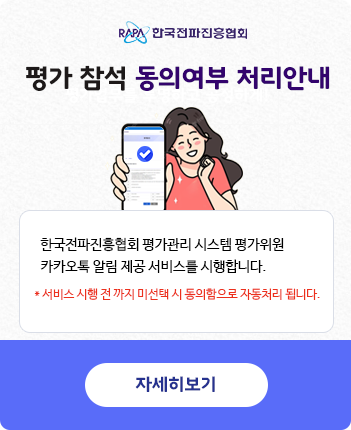 RAPA 한국전파진흥협회
평가 참석 동의여부 처리안내
한국전파진흥협회 평가관리 시스템 평가위원
카카오톡 알림 제공 서비스를 시행합니다.
* 서비스 시행 전 까지 미선택 시 동의함으로 자동처리 됩니다.
자세히보기